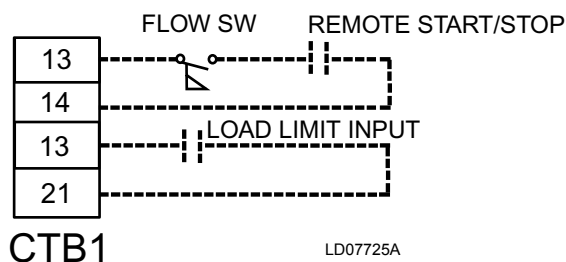 FLOW SW REMOTE START/STOP
13
14
13 LOAD LIMIT INPUT
21
CTB1 LD07725A